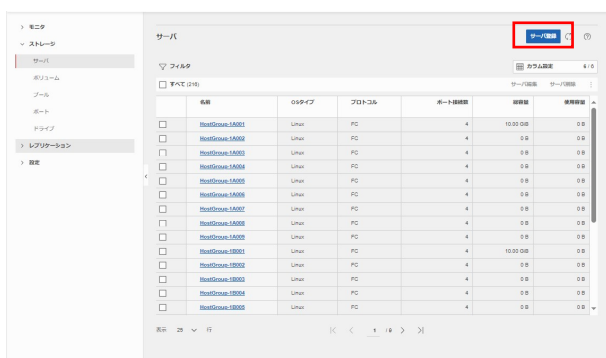 モニタ
ストレージ
サーバ
ボリューム
プール
ポート
ドライブ
レプリケーション
設定
サーバ
サーバ登録
フィルタ
カラム設定 6 / 6
すべて (216) サーバ編集 サーバ削除
名前 OSタイプ プロトコル ポート接続数 総容量 使用容量
HostGroup-1A001 Linux FC 4 10.00 GiB 0 B
HostGroup-1A002 Linux FC 4 0 B 0 B
HostGroup-1A003 Linux FC 4 0 B 0 B
HostGroup-1A004 Linux FC 4 0 B 0 B
HostGroup-1A005 Linux FC 4 0 B 0 B
HostGroup-1A006 Linux FC 4 0 B 0 B
HostGroup-1A007 Linux FC 4 0 B 0 B
HostGroup-1A008 Linux FC 4 0 B 0 B
HostGroup-1A009 Linux FC 4 0 B 0 B
HostGroup-1B001 Linux FC 4 10.00 GiB 0 B
HostGroup-1B002 Linux FC 4 0 B 0 B
HostGroup-1B003 Linux FC 4 0 B 0 B
HostGroup-1B004 Linux FC 4 0 B 0 B
HostGroup-1B005 Linux FC 4 0 B 0 B
表示 25 行 1 / 9